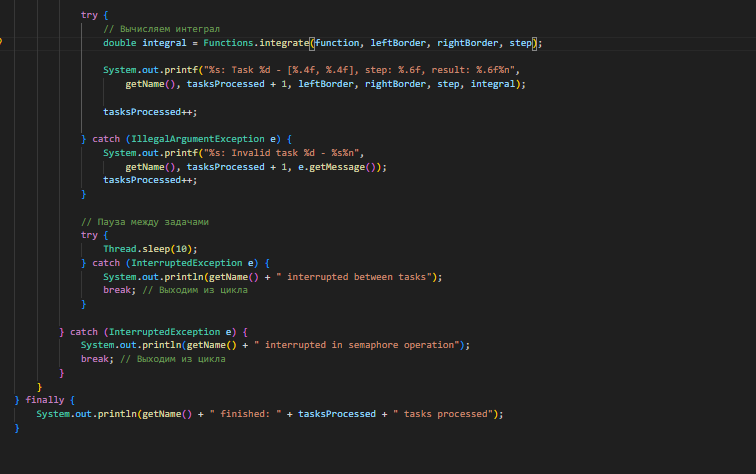 try {
// Вычисляем интеграл
double integral = Functions.integrate(function, leftBorder, rightBorder, step);
System.out.printf("%s: Task %d - [%.4f, %.4f], step: %.6f, result: %.6f%n",
getName(), tasksProcessed + 1, leftBorder, rightBorder, step, integral);
tasksProcessed++;
} catch (IllegalArgumentException e) {
System.out.printf("%s: Invalid task %d - %s%n",
getName(), tasksProcessed + 1, e.getMessage());
tasksProcessed++;
}
// Пауза между задачами
try {
Thread.sleep(10);
} catch (InterruptedException e) {
System.out.println(getName() + " interrupted between tasks");
break; // Выходим из цикла
}
} catch (InterruptedException e) {
System.out.println(getName() + " interrupted in semaphore operation");
break; // Выходим из цикла
}
}
} finally {
System.out.println(getName() + " finished: " + tasksProcessed + " tasks processed");
}